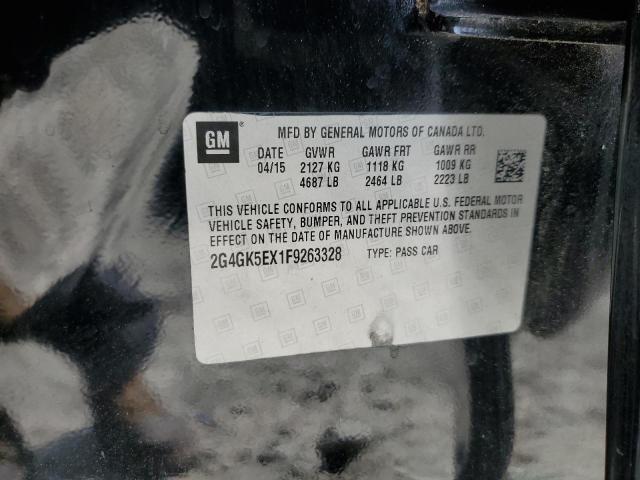 GM
MFD BY GENERAL MOTORS OF CANADA LTD.
DATE GVWR GAWR FRT GAWR RR
04/15 2127 KG 1118 KG 1009 KG
4687 LB 2464 LB 2223 LB
THIS VEHICLE CONFORMS TO ALL APPLICABLE U.S. FEDERAL MOTOR
VEHICLE SAFETY, BUMPER, AND THEFT PREVENTION STANDARDS IN
EFFECT ON THE DATE OF MANUFACTURE SHOWN ABOVE.
2G4GK5EX1F9263328 TYPE: PASS CAR